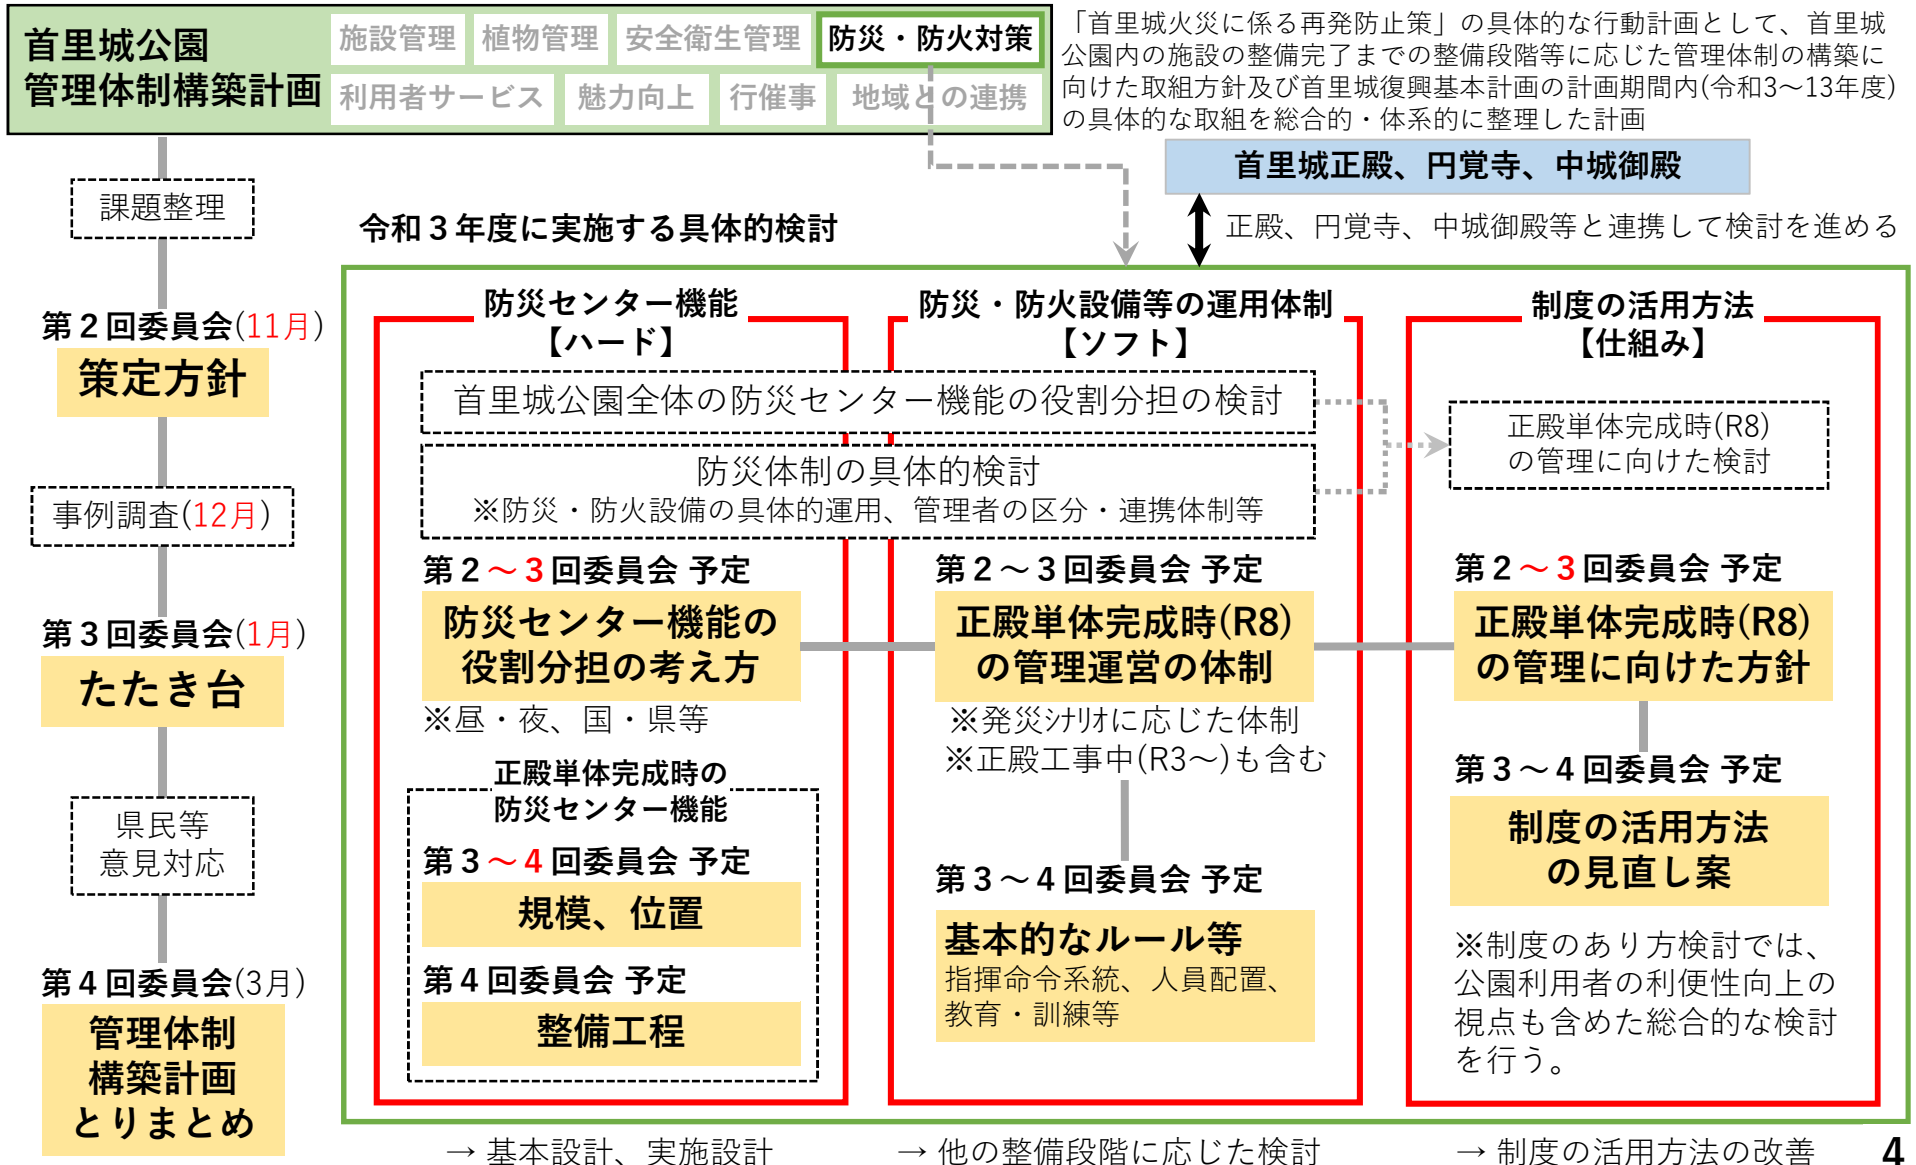 首里城公園
管理体制構築計画
施設管理 植物管理 安全衛生管理 防災・防火対策
利用者サービス 魅力向上 行催事 地域との連携
「首里城火災に係る再発防止策」の具体的な行動計画として、首里城
公園内の施設の整備完了までの整備段階等に応じた管理体制の構築に
向けた取組方針及び首里城復興基本計画の計画期間内(令和3～13年度)
の具体的な取組を総合的・体系的に整理した計画
首里城正殿、円覚寺、中城御殿
正殿、円覚寺、中城御殿等と連携して検討を進める
課題整理
第２回委員会(11月)
策定方針
事例調査(12月)
第３回委員会(1月)
たたき台
県民等
意見対応
第４回委員会(3月)
管理体制
構築計画
とりまとめ
令和３年度に実施する具体的検討
防災センター機能
【ハード】
防災・防火設備等の運用体制
【ソフト】
制度の活用方法
【仕組み】
首里城公園全体の防災センター機能の役割分担の検討
防災体制の具体的検討
※防災・防火設備の具体的運用、管理者の区分・連携体制等
正殿単体完成時(R8)
の管理に向けた検討
第２～３回委員会 予定
防災センター機能の
役割分担の考え方
※昼・夜、国・県等
正殿単体完成時の
防災センター機能
第３～４回委員会 予定
規模、位置
第４回委員会 予定
整備工程
第２～３回委員会 予定
正殿単体完成時(R8)
の管理運営の体制
※発災ｼﾅﾘｵに応じた体制
※正殿工事中(R3～)も含む
第３～４回委員会 予定
基本的なルール等
指揮命令系統、人員配置、
教育・訓練等
第２～３回委員会 予定
正殿単体完成時(R8)
の管理に向けた方針
第３～４回委員会 予定
制度の活用方法
の見直し案
※制度のあり方検討では、
公園利用者の利便性向上の
視点も含めた総合的な検討
を行う。
→ 基本設計、実施設計
→ 他の整備段階に応じた検討
→ 制度の活用方法の改善
4